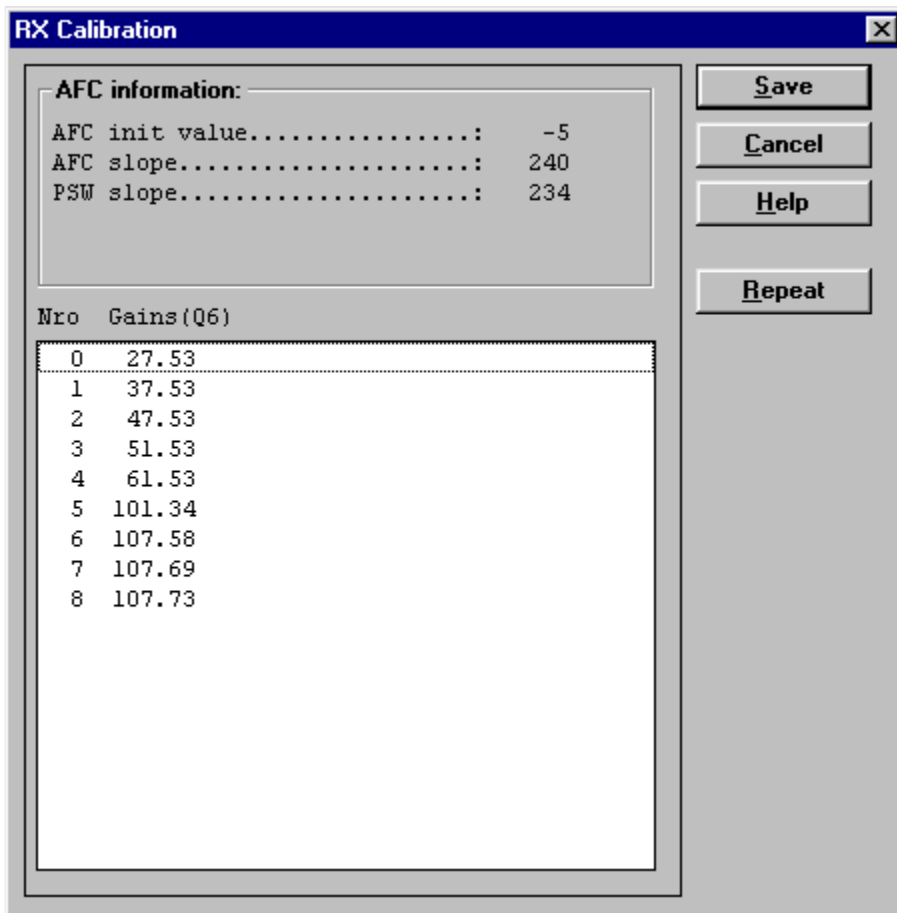 RX Calibration
AFC information:
AFC init value................: -5
AFC slope.....................: 240
PSW slope.....................: 234
Save
Cancel
Help
Repeat
Nro Gains(Q6)
0 27.53
1 37.53
2 47.53
3 51.53
4 61.53
5 101.34
6 107.58
7 107.69
8 107.73